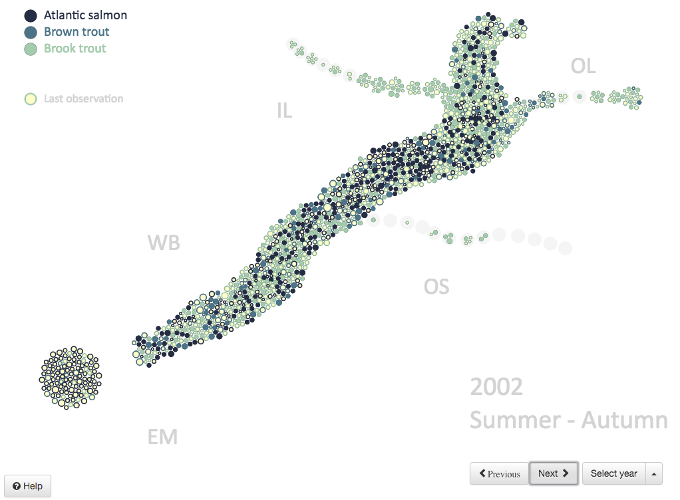 Atlantic salmon
Brown trout
Brook trout
Last observation
OL
IL
WB
OS
EM
2002
Summer - Autumn
Previous
Next
Select year
Help